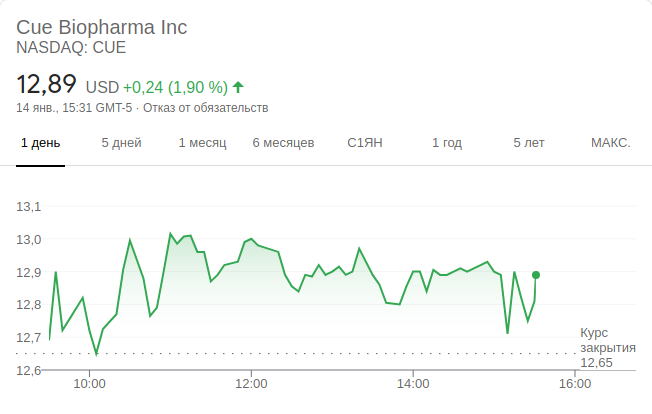 Cue Biopharma Inc
NASDAQ: CUE
12,89 USD +0,24 (1,90 %)
14 янв., 15:31 GMT-5 · Отказ от обязательств
1 день 5 дней 1 месяц 6 месяцев С1ЯН 1 год 5 лет МАКС.
13,1
13,0
12,9
12,8
12,7
12,6
Курс
закрытия
12,65
10:00 12:00 14:00 16:00